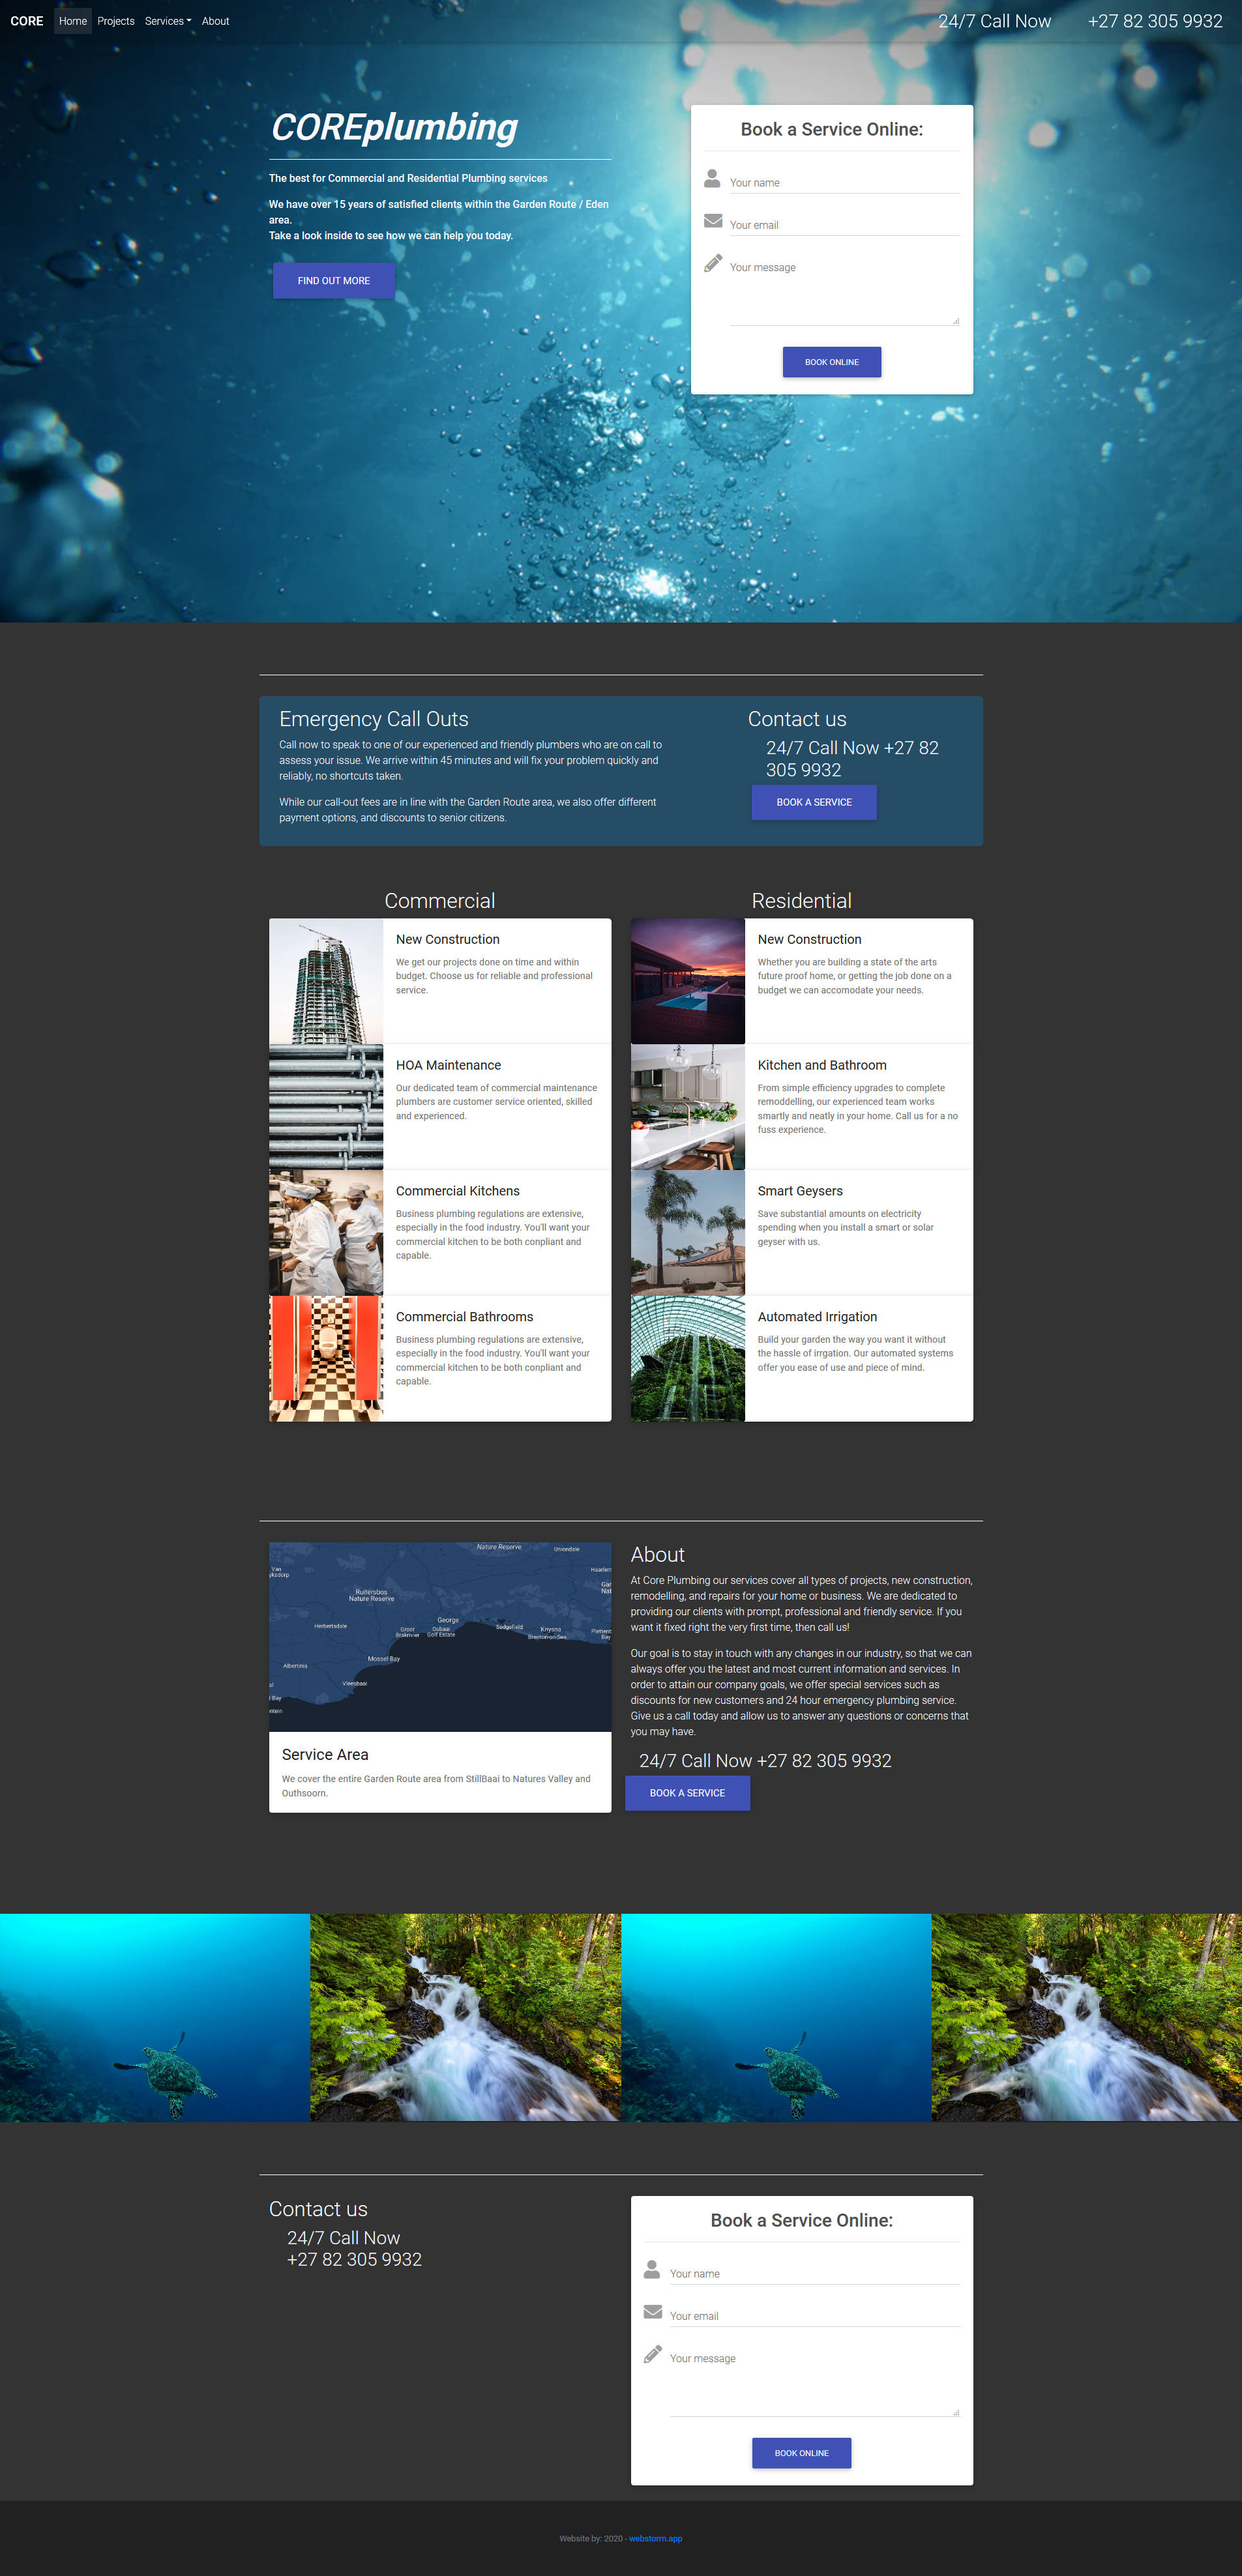 CORE Home Projects Services About 24/7 Call Now +27 82 305 9932
COREplumbing
The best for Commercial and Residential Plumbing services
We have over 15 years of satisfied clients within the Garden Route / Eden
area.
Take a look inside to see how we can help you today.
FIND OUT MORE
Book a Service Online:
Your name
Your email
Your message
BOOK ONLINE
Emergency Call Outs
Call now to speak to one of our experienced and friendly plumbers who are on call to
assess your issue. We arrive within 45 minutes and will fix your problem quickly and
reliably, no shortcuts taken.
While our call-out fees are in line with the Garden Route area, we also offer different
payment options, and discounts to senior citizens.
Contact us
24/7 Call Now +27 82
305 9932
BOOK A SERVICE
Commercial
New Construction
We get our projects done on time and within
budget. Choose us for reliable and professional
service.
HOA Maintenance
Our dedicated team of commercial maintenance
plumbers are customer service oriented, skilled
and experienced.
Commercial Kitchens
Business plumbing regulations are extensive,
especially in the food industry. You'll want your
commercial kitchen to be both conpliant and
capable.
Commercial Bathrooms
Business plumbing regulations are extensive,
especially in the food industry. You'll want your
commercial kitchen to be both conpliant and
capable.
Residential
New Construction
Whether you are building a state of the arts
future proof home, or getting the job done on a
budget we can accomodate your needs.
Kitchen and Bathroom
From simple efficiency upgrades to complete
remoddelling, our experienced team works
smartly and neatly in your home. Call us for a no
fuss experience.
Smart Geysers
Save substantial amounts on electricity
spending when you install a smart or solar
geyser with us.
Automated Irrigation
Build your garden the way you want it without
the hassle of irrgation. Our automated systems
offer you ease of use and piece of mind.
Nature Reserve
Uniondale
Van
yksdorp
Haarlem
Ruitersbos
Nature Reserve
Gar
Nat
George
Herbertsdale
Groot
Brakrivier
Oubaai
Golf Estate
Sedgefield
Knysna
Brenton-on-Sea
Plettenb
Bay
Mossel Bay
Albertinia
Vleesbaai
al
l Bay
ntein
Service Area
We cover the entire Garden Route area from StillBaai to Natures Valley and
Outhsoorn.
About
At Core Plumbing our services cover all types of projects, new construction,
remodelling, and repairs for your home or business. We are dedicated to
providing our clients with prompt, professional and friendly service. If you
want it fixed right the very first time, then call us!
Our goal is to stay in touch with any changes in our industry, so that we can
always offer you the latest and most current information and services. In
order to attain our company goals, we offer special services such as
discounts for new customers and 24 hour emergency plumbing service.
Give us a call today and allow us to answer any questions or concerns that
you may have.
24/7 Call Now +27 82 305 9932
BOOK A SERVICE
Contact us
24/7 Call Now
+27 82 305 9932
Book a Service Online:
Your name
Your email
Your message
BOOK ONLINE
Website by: 2020 - webstorm.app